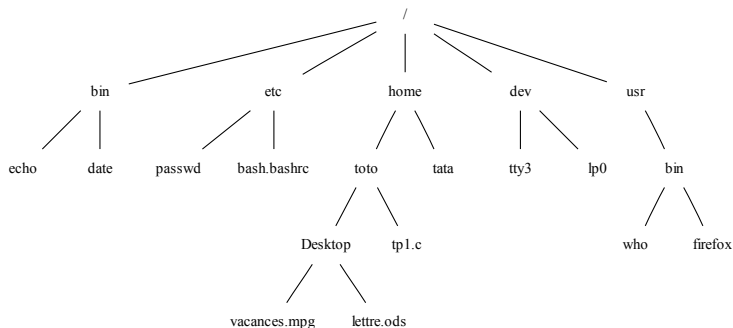 /
bin etc home dev usr
echo date passwd bash.bashrc toto tata tty3 lp0 bin
Desktop tp1.c who firefox
vacances.mpg lettre.ods